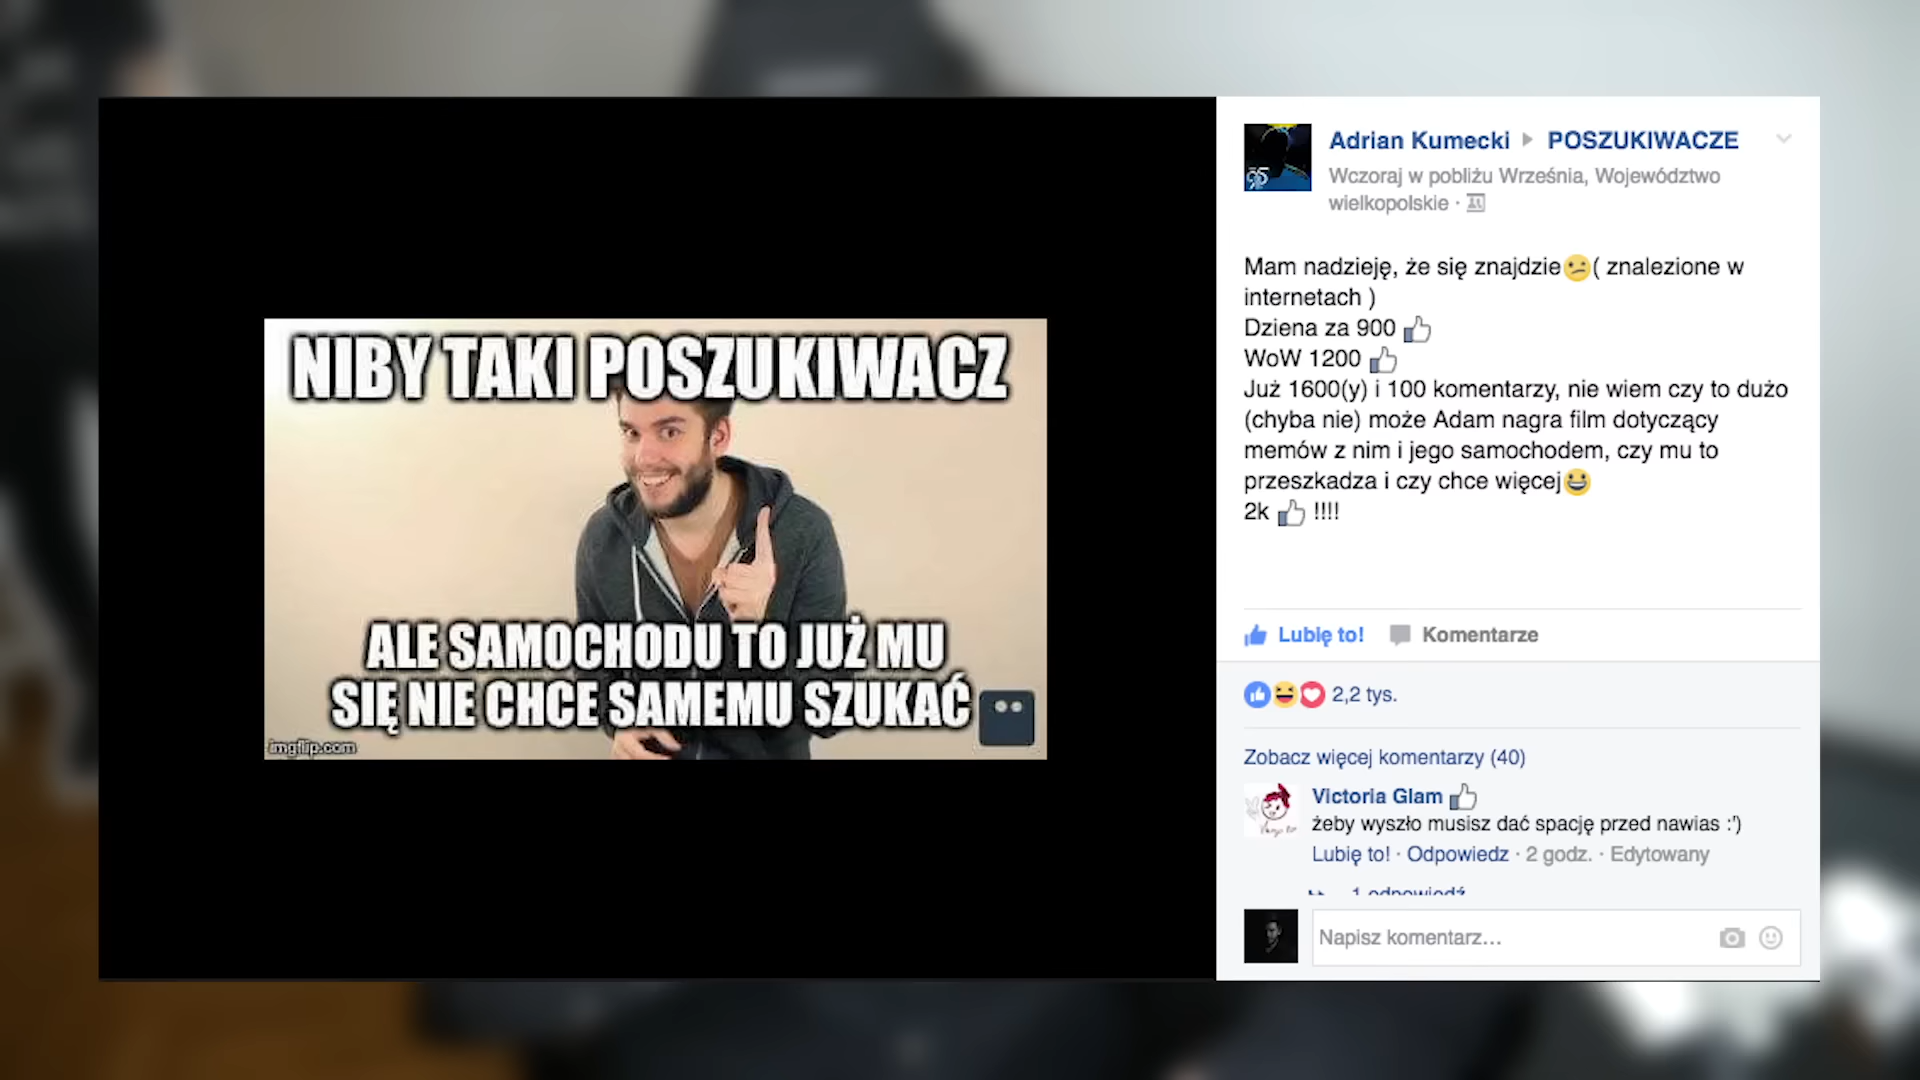 NIBY TAKI POSZUKIWACZ
ALE SAMOCHODU TO JUŻ MU
SIĘ NIE CHCE SAMEMU SZUKAĆ
imgflip.com
Adrian Kumecki ▸ POSZUKIWACZE
Wczoraj w pobliżu Września, Województwo
wielkopolskie ·
Mam nadzieję, że się znajdzie😕( znalezione w
internetach )
Dziena za 900 👍
WoW 1200 👍
Już 1600(y) i 100 komentarzy, nie wiem czy to dużo
(chyba nie) może Adam nagra film dotyczący
memów z nim i jego samochodem, czy mu to
przeszkadza i czy chce więcej😀
2k 👍 !!!!
Lubię to! Komentarze
2,2 tys.
Zobacz więcej komentarzy (40)
Victoria Glam 👍
żeby wyszło musisz dać spację przed nawias :')
Lubię to! · Odpowiedz · 2 godz. · Edytowany
1 odpowiedź
Napisz komentarz...